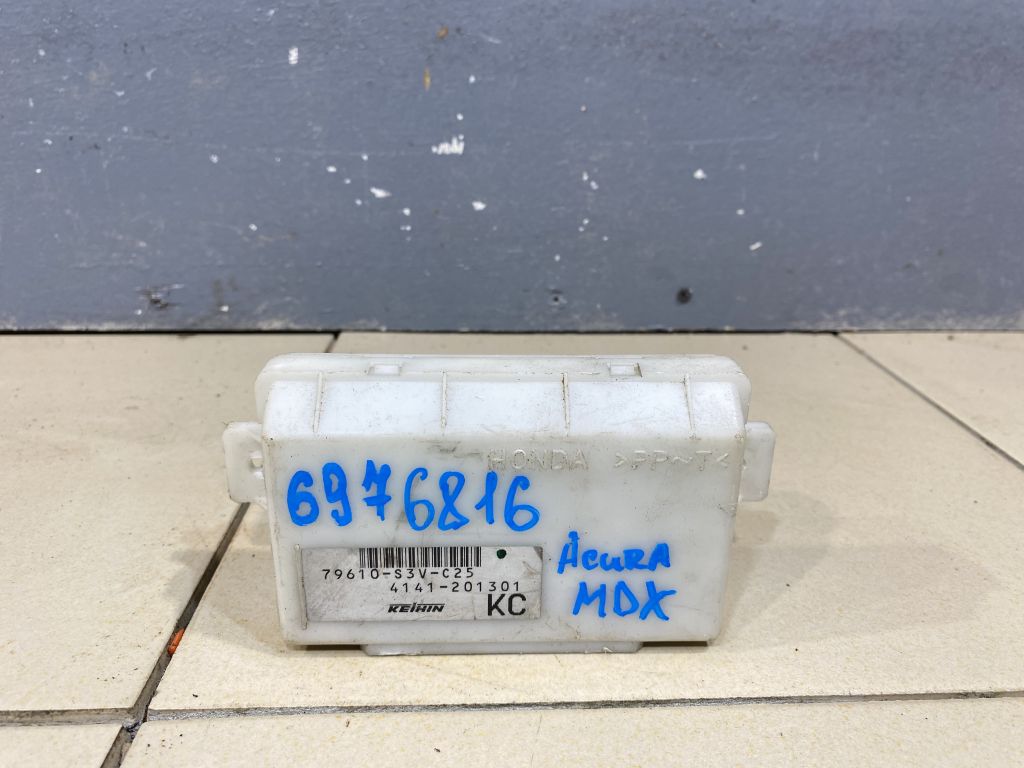 HONDA >PP~T<
6976816
79610-S3V-C25
4141-201301
KEIHIN KC
Acura
MDX